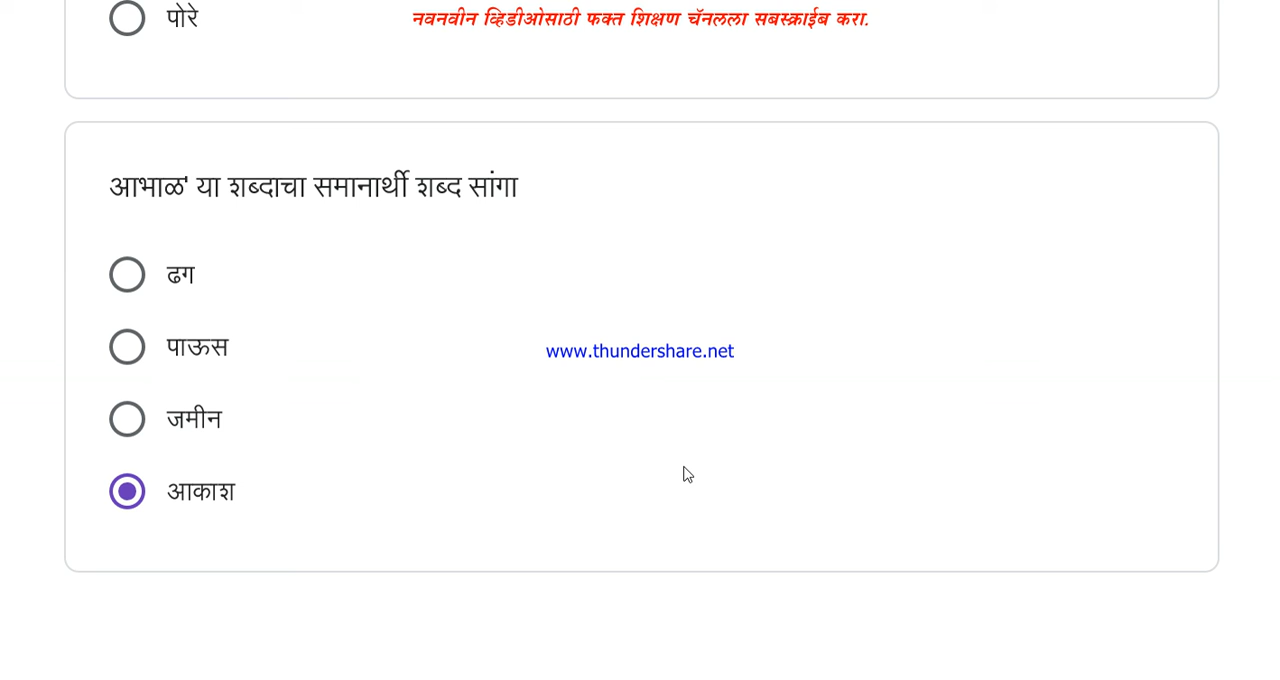 पोरे
नवनवीन व्हिडीओसाठी फक्त शिक्षण चॅनलला सबस्क्राईब करा.
आभाळ' या शब्दाचा समानार्थी शब्द सांगा
ढग
पाऊस
www.thundershare.net
जमीन
आकाश